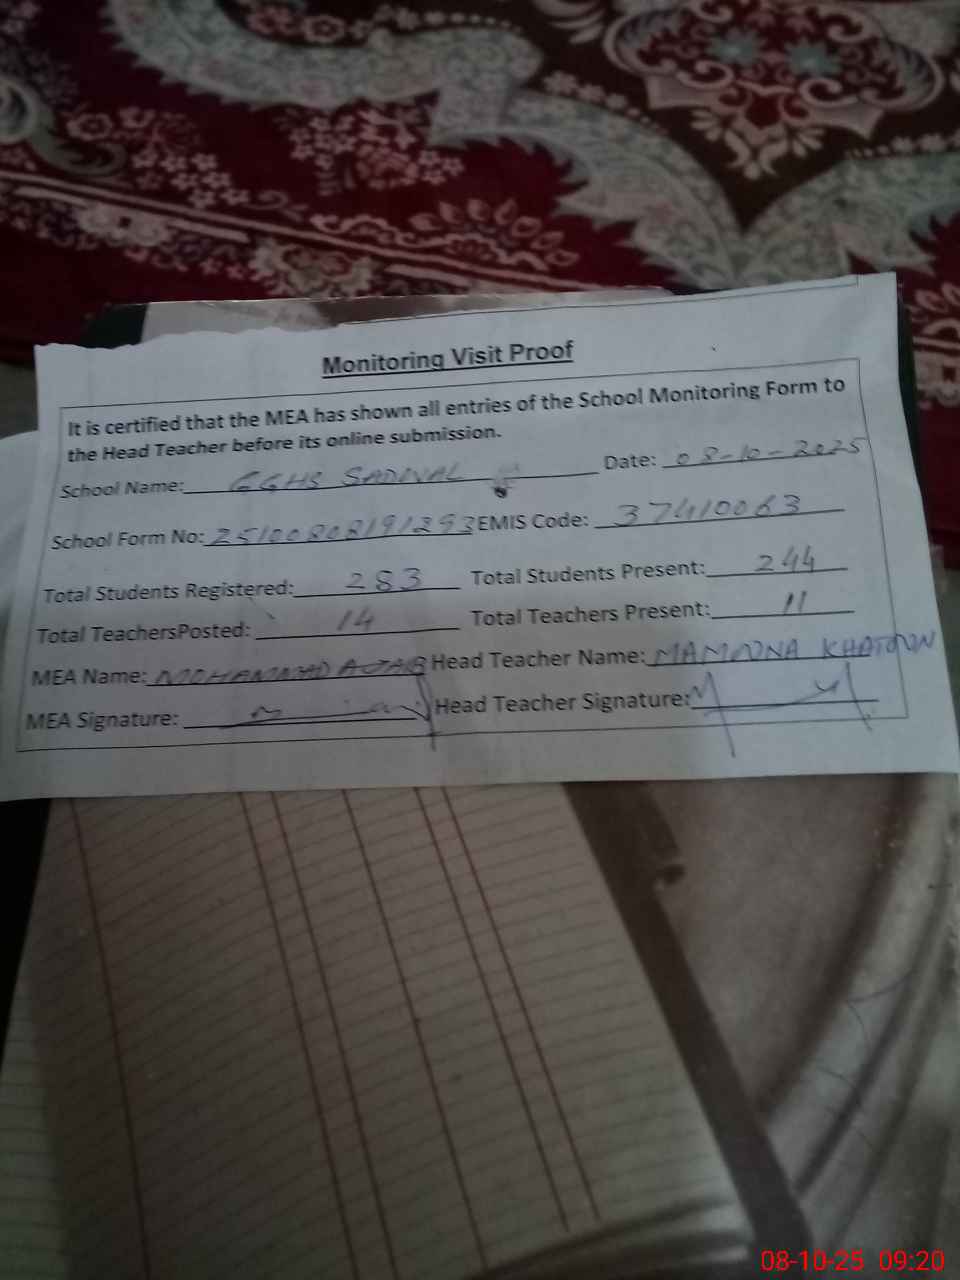 Monitoring Visit Proof
It is certified that the MEA has shown all entries of the School Monitoring Form to
the Head Teacher before its online submission.
School Name: GGHS SADIVAL Date: 08-10-2025
School Form No: 25100808191293 EMIS Code: 37410063
Total Students Registered: 283 Total Students Present: 244
Total TeachersPosted: 14 Total Teachers Present: 11
MEA Name: MOHAMMAD Head Teacher Name: MAMOONA KHATOON
MEA Signature: Head Teacher Signature:
08-10-25 09:20